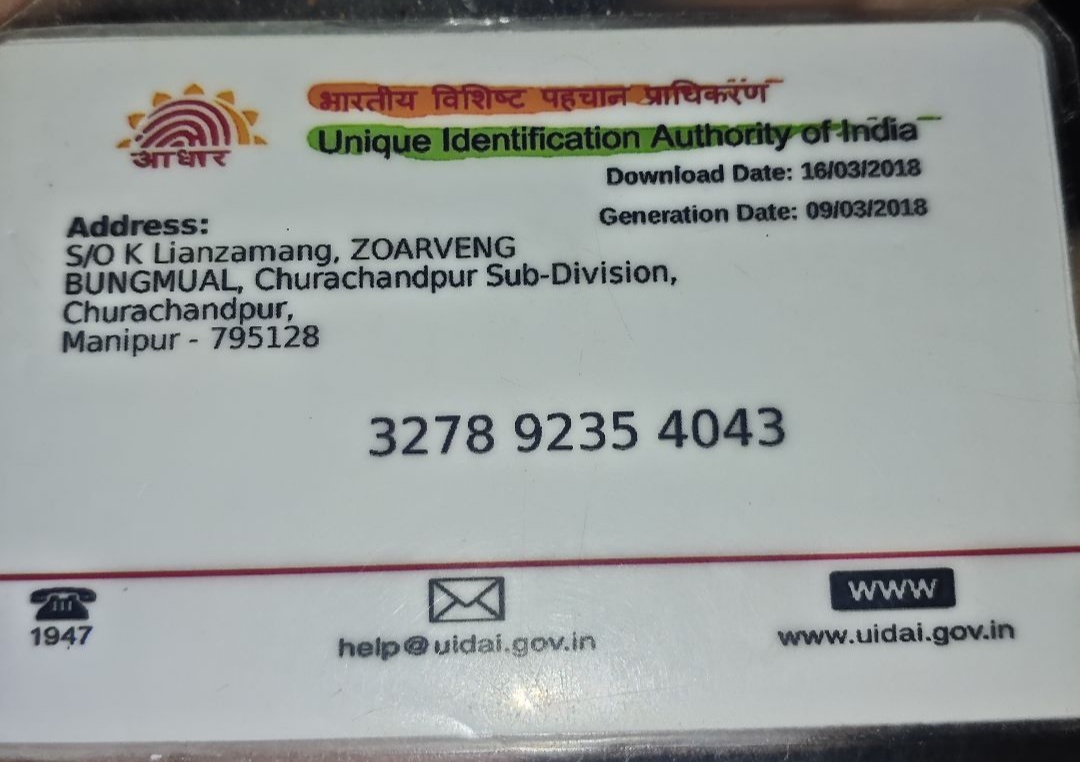 आधार
भारतीय विशिष्ट पहचान प्राधिकरण
Unique Identification Authority of India
Download Date: 16/03/2018
Generation Date: 09/03/2018
Address:
S/O K Lianzamang, ZOARVENG
BUNGMUAL, Churachandpur Sub-Division,
Churachandpur,
Manipur - 795128
3278 9235 4043
1947
help@uidai.gov.in
www
www.uidai.gov.in